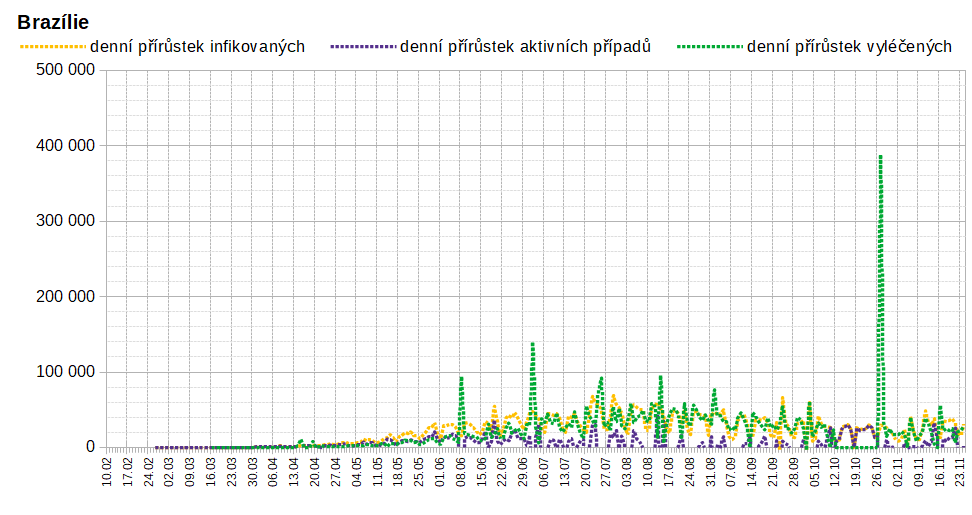 Brazílie
denní přírůstek infikovaných denní přírůstek aktivních případů denní přírůstek vyléčených
500 000
400 000
300 000
200 000
100 000
0
10.02 17.02 24.02 02.03 09.03 16.03 23.03 30.03 06.04 13.04 20.04 27.04 04.05 11.05 18.05 25.05 01.06 08.06 15.06 22.06 29.06 06.07 13.07 20.07 27.07 03.08 10.08 17.08 24.08 31.08 07.09 14.09 21.09 28.09 05.10 12.10 19.10 26.10 02.11 09.11 16.11 23.11